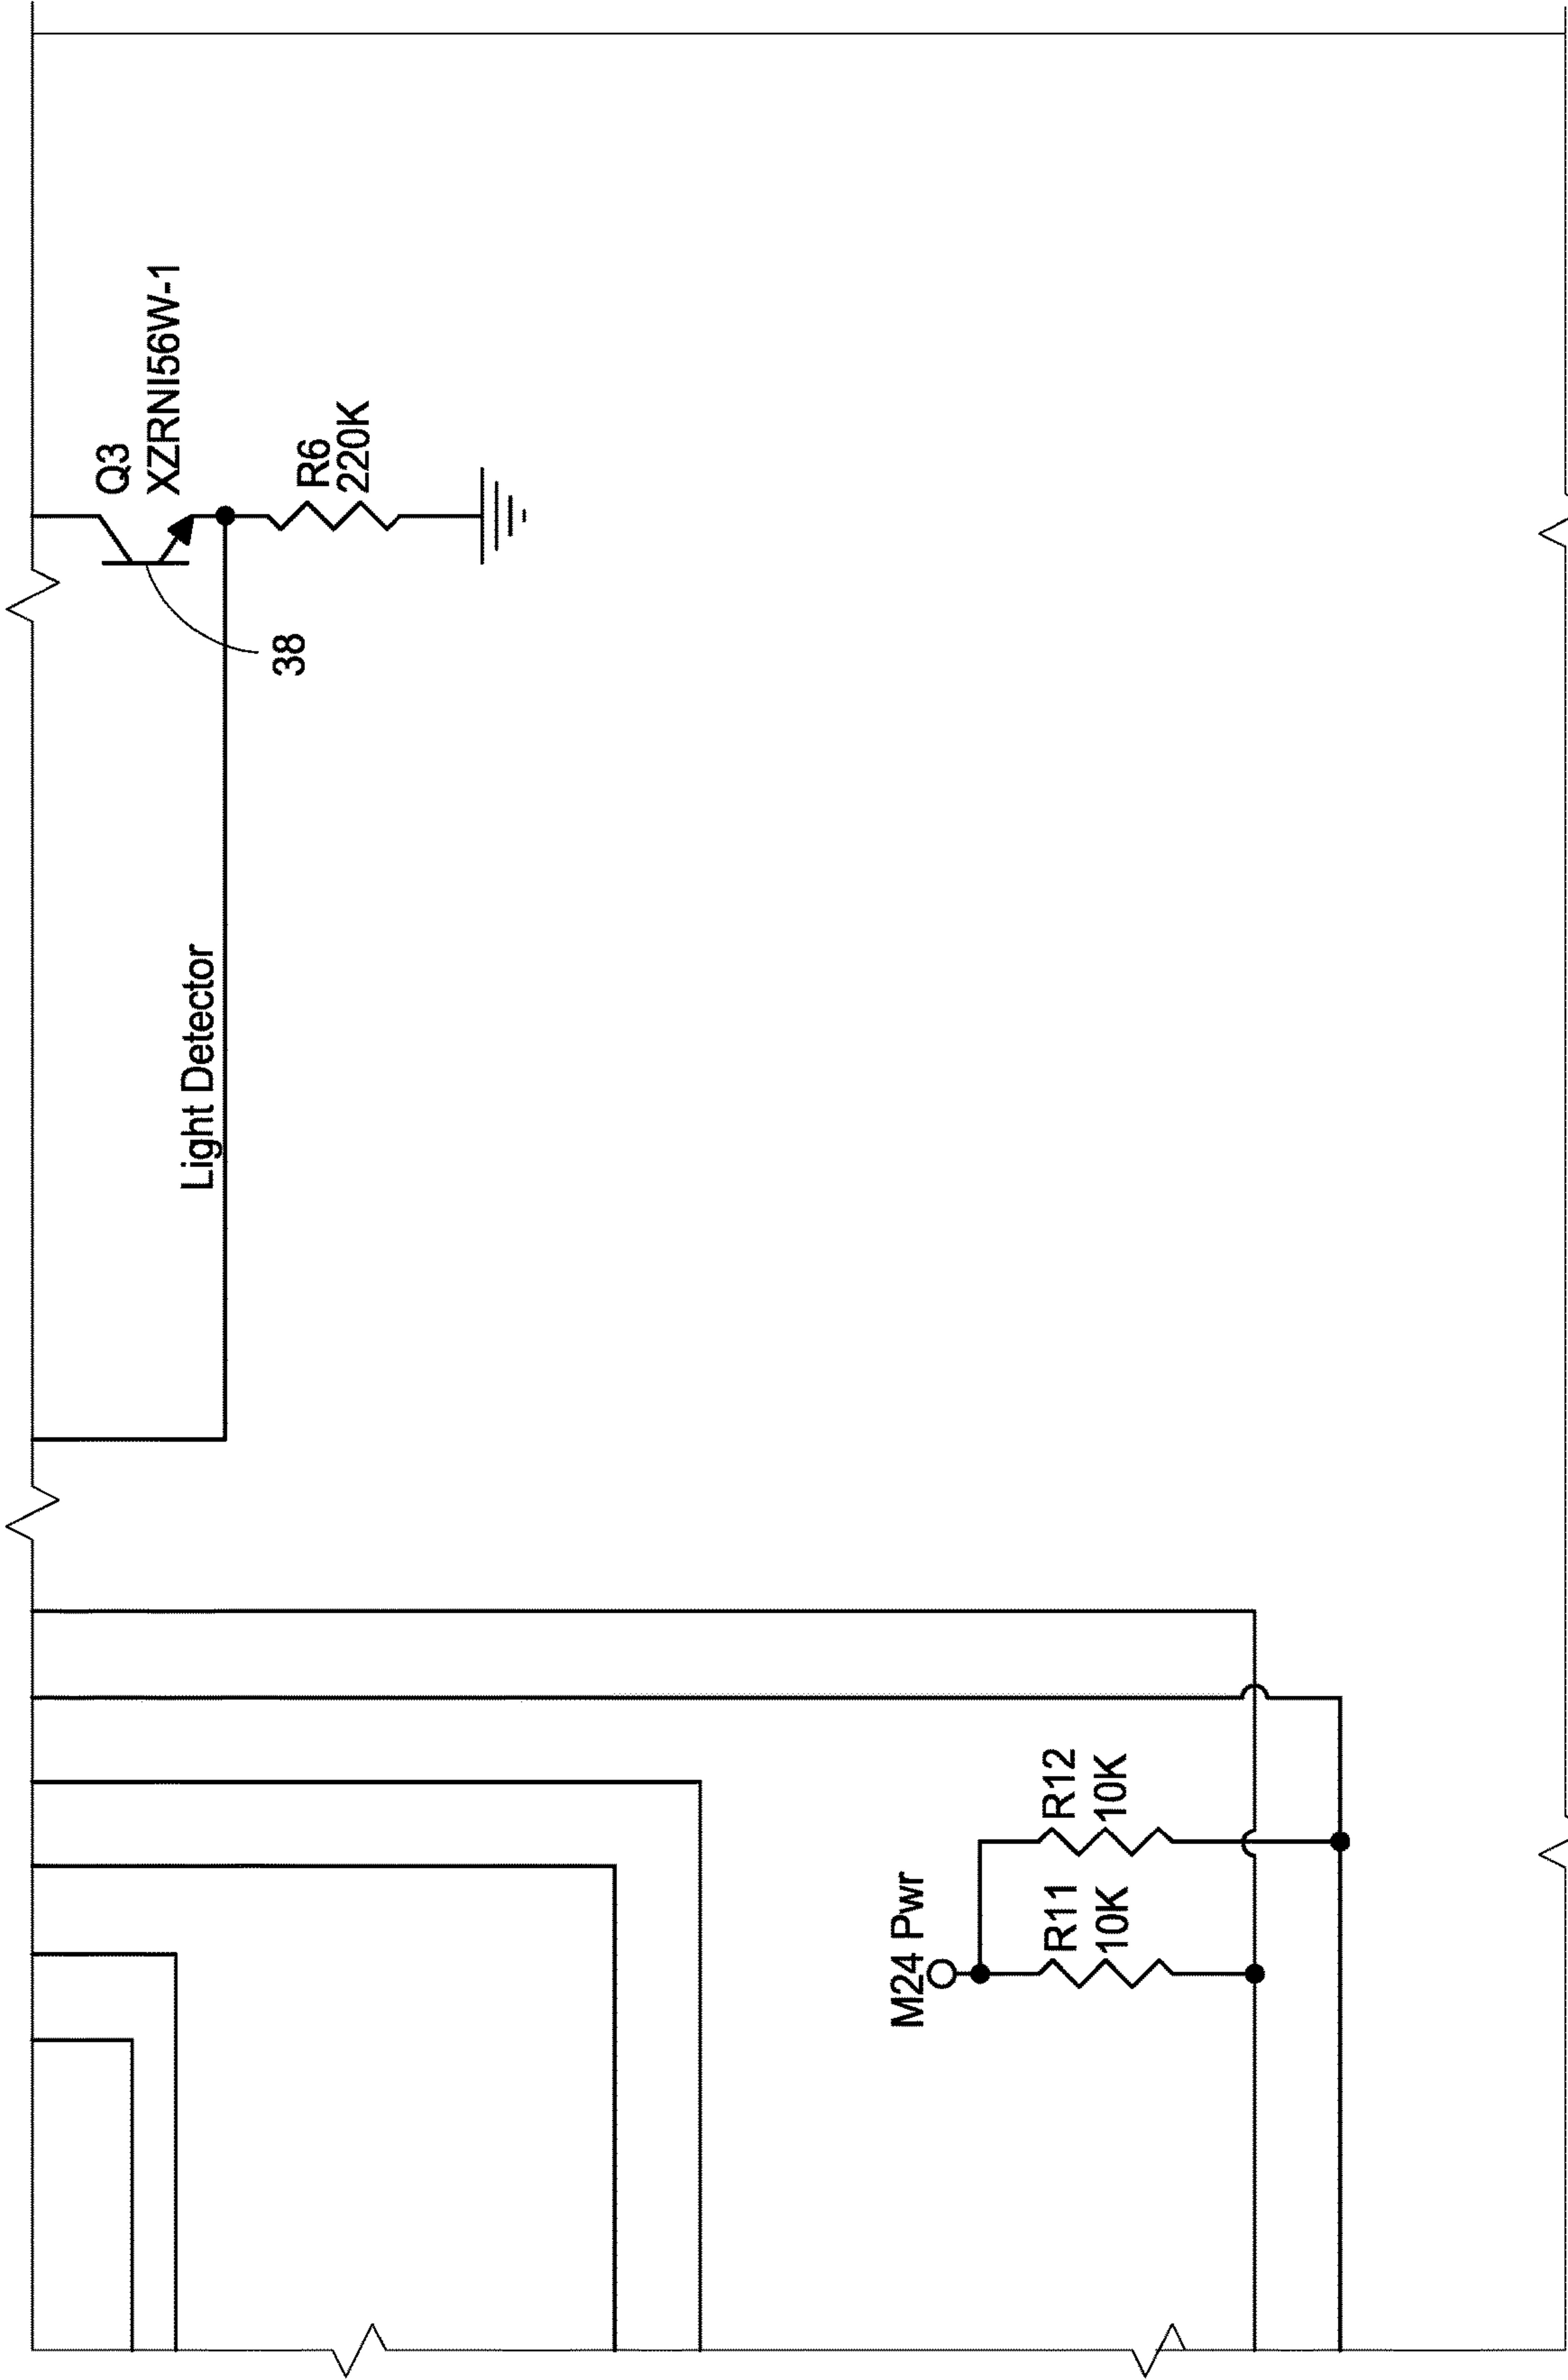 Q3
XZRNI56W-1
38
R6
220K
Light Detector
M24 Pwr
R11
10K
R12
10K